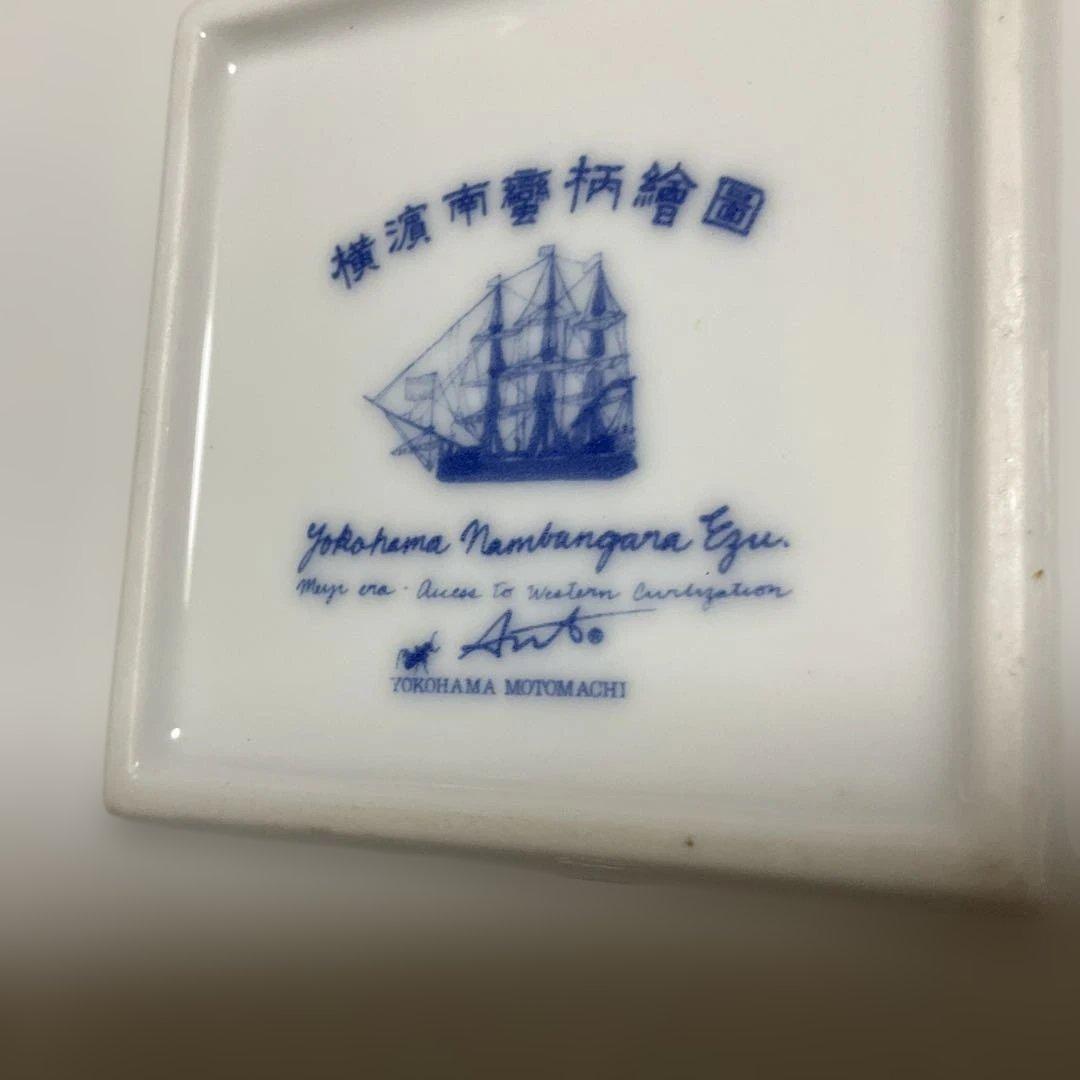 横濱南蠻柄繪圖
Yokohama Nambangara Ezu.
Meiji era · Access To Western Civilization
Ant®
YOKOHAMA MOTOMACHI